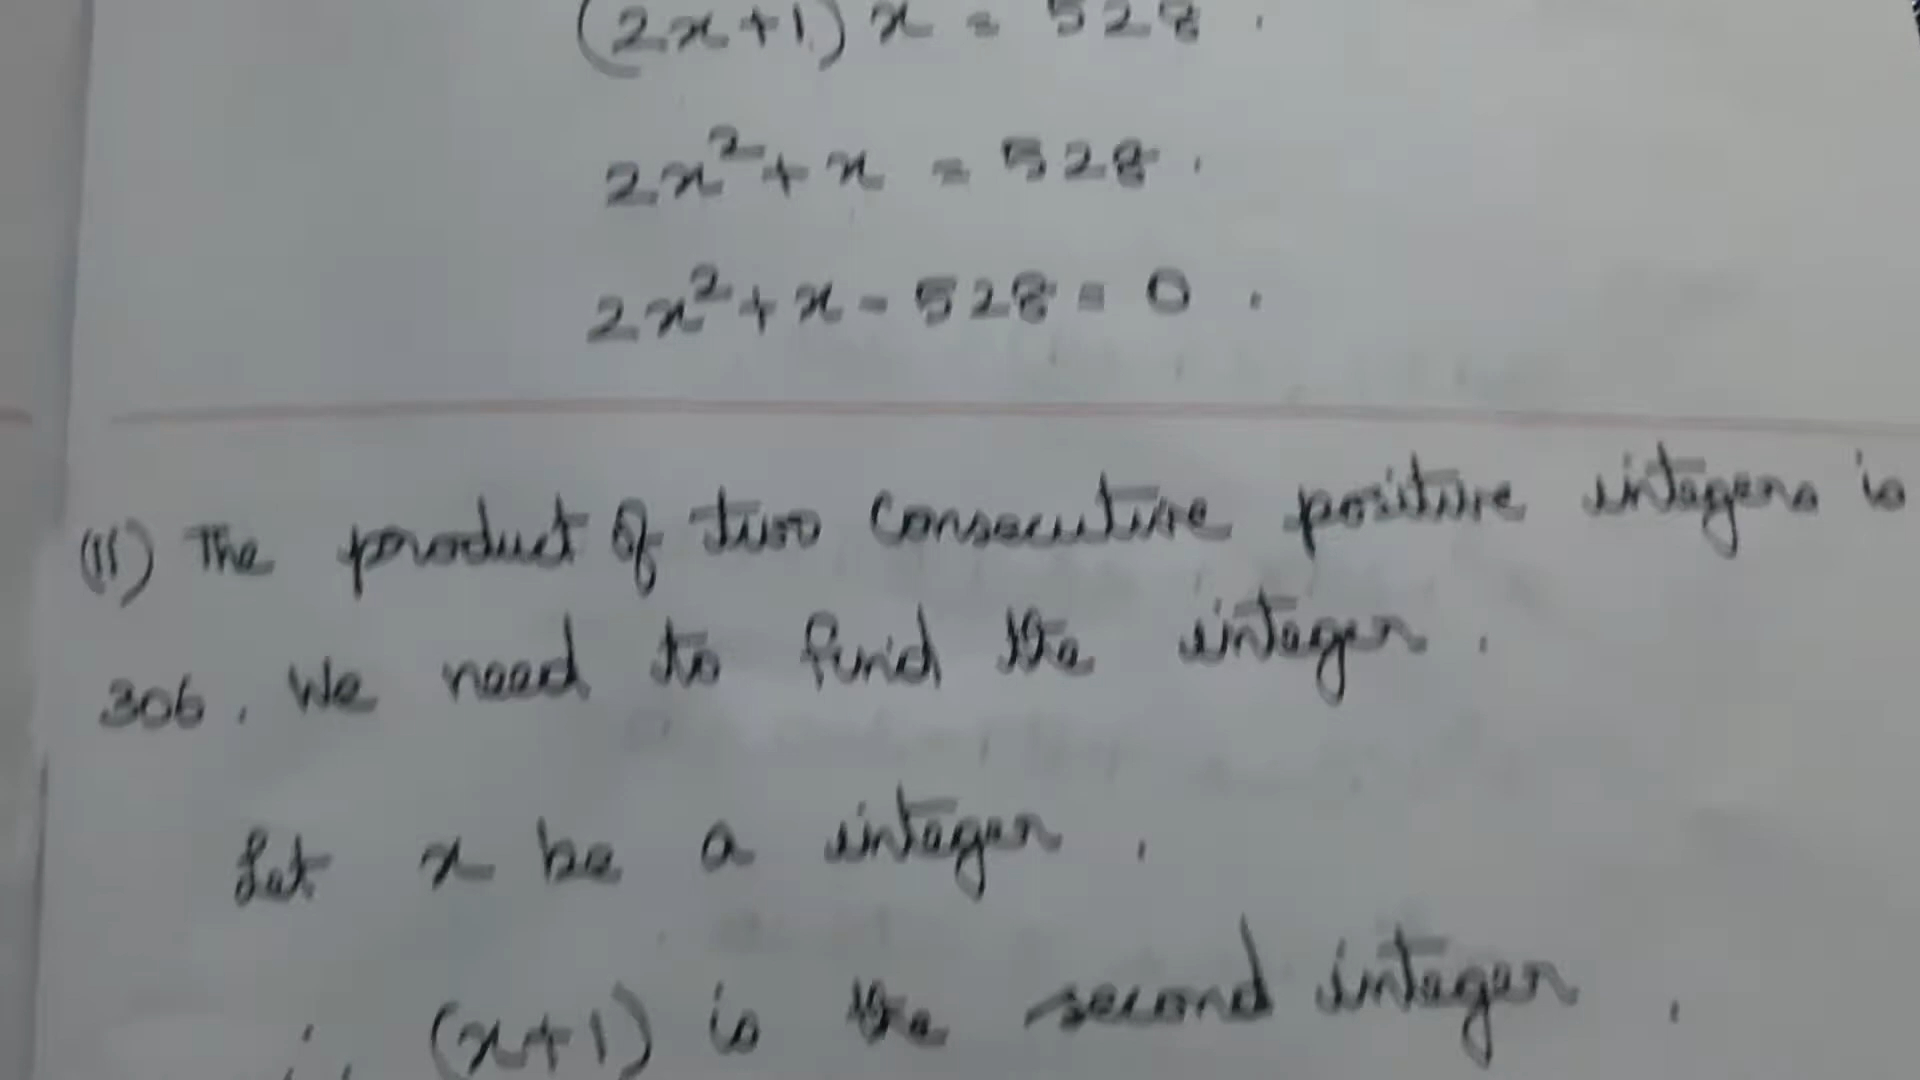 (2x+1) x = 528.
2x² + x = 528.
2x² + x - 528 = 0.
(ii) The product of two consecutive positive integers is
306. We need to find the integer.
Let x be a integer.
∴ (x+1) is the second integer.